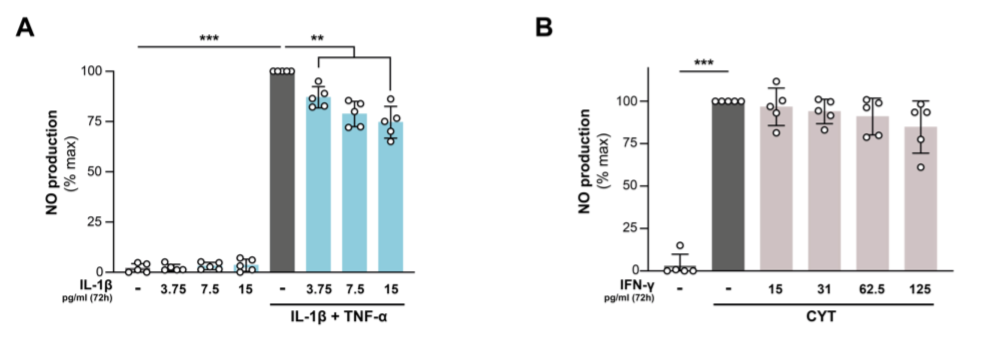 A
***
**
100
75
50
25
0
NO production
(% max)
IL-1β
pg/ml (72h)
- 3.75 7.5 15 - 3.75 7.5 15
IL-1β + TNF-α
B
***
100
75
50
25
0
NO production
(% max)
IFN-γ
pg/ml (72h)
- - 15 31 62.5 125
CYT